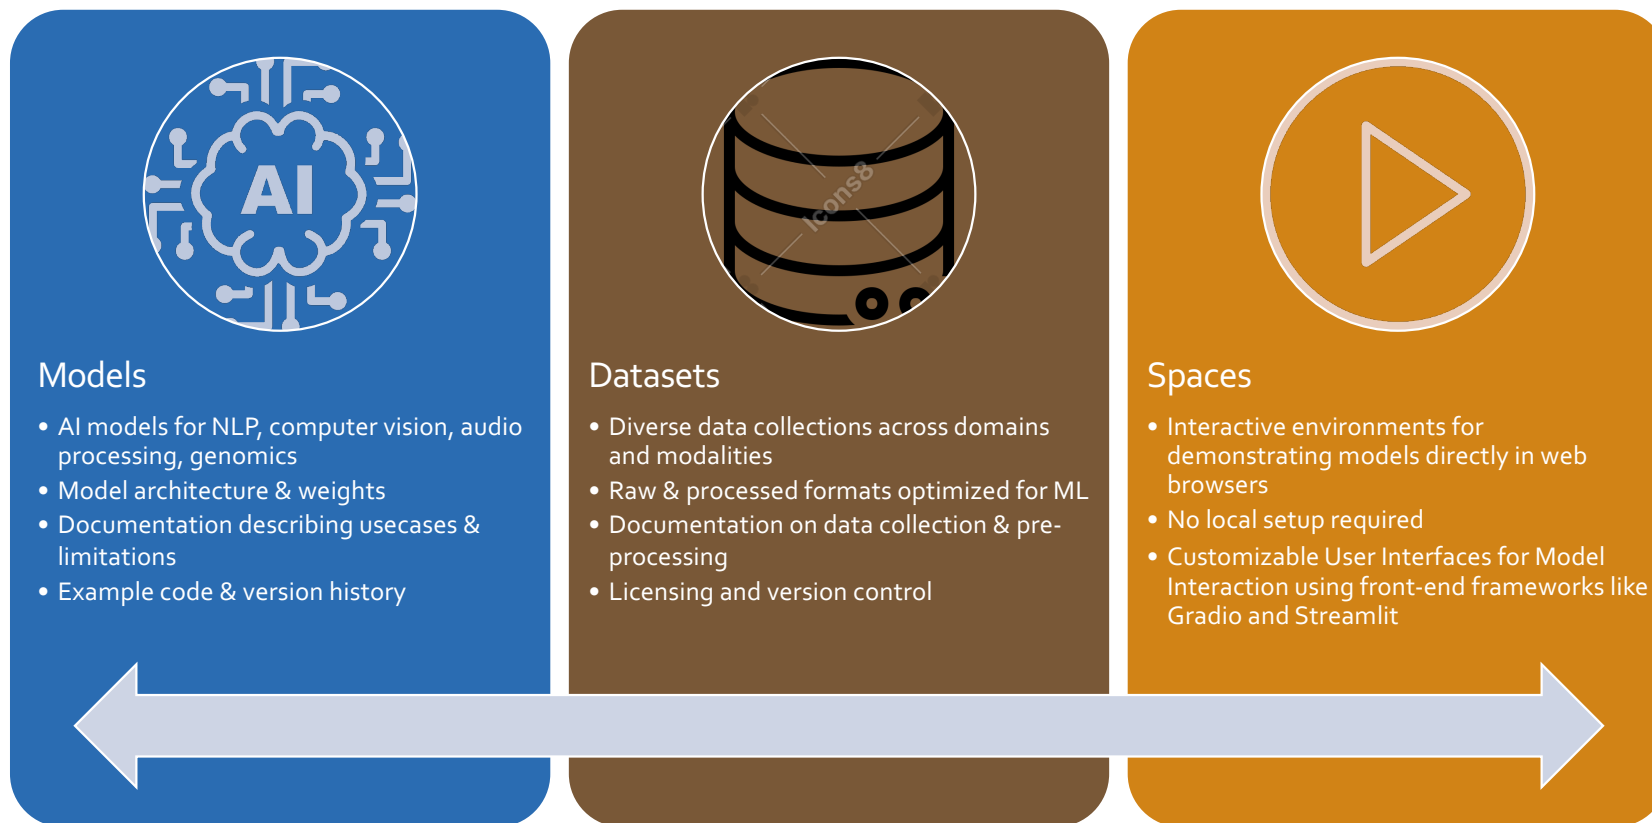 AI
Icons8
Models
• AI models for NLP, computer vision, audio
processing, genomics
• Model architecture & weights
• Documentation describing usecases &
limitations
• Example code & version history
Datasets
• Diverse data collections across domains
and modalities
• Raw & processed formats optimized for ML
• Documentation on data collection & pre-
processing
• Licensing and version control
Spaces
• Interactive environments for
demonstrating models directly in web
browsers
• No local setup required
• Customizable User Interfaces for Model
Interaction using front-end frameworks like
Gradio and Streamlit